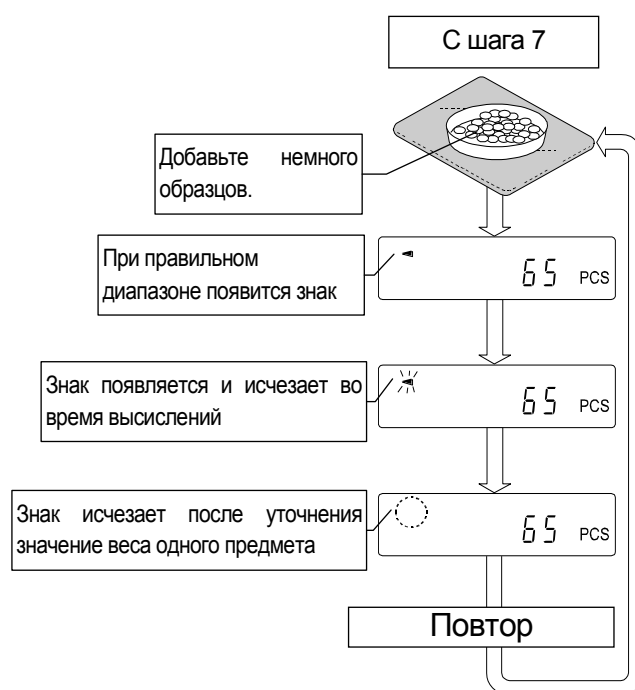 С шага 7
Добавьте немного
образцов.
При правильном
диапазоне появится знак
65 PCS
Знак появляется и исчезает во
время высислений
65 PCS
Знак исчезает после уточнения
значение веса одного предмета
65 PCS
Повтор